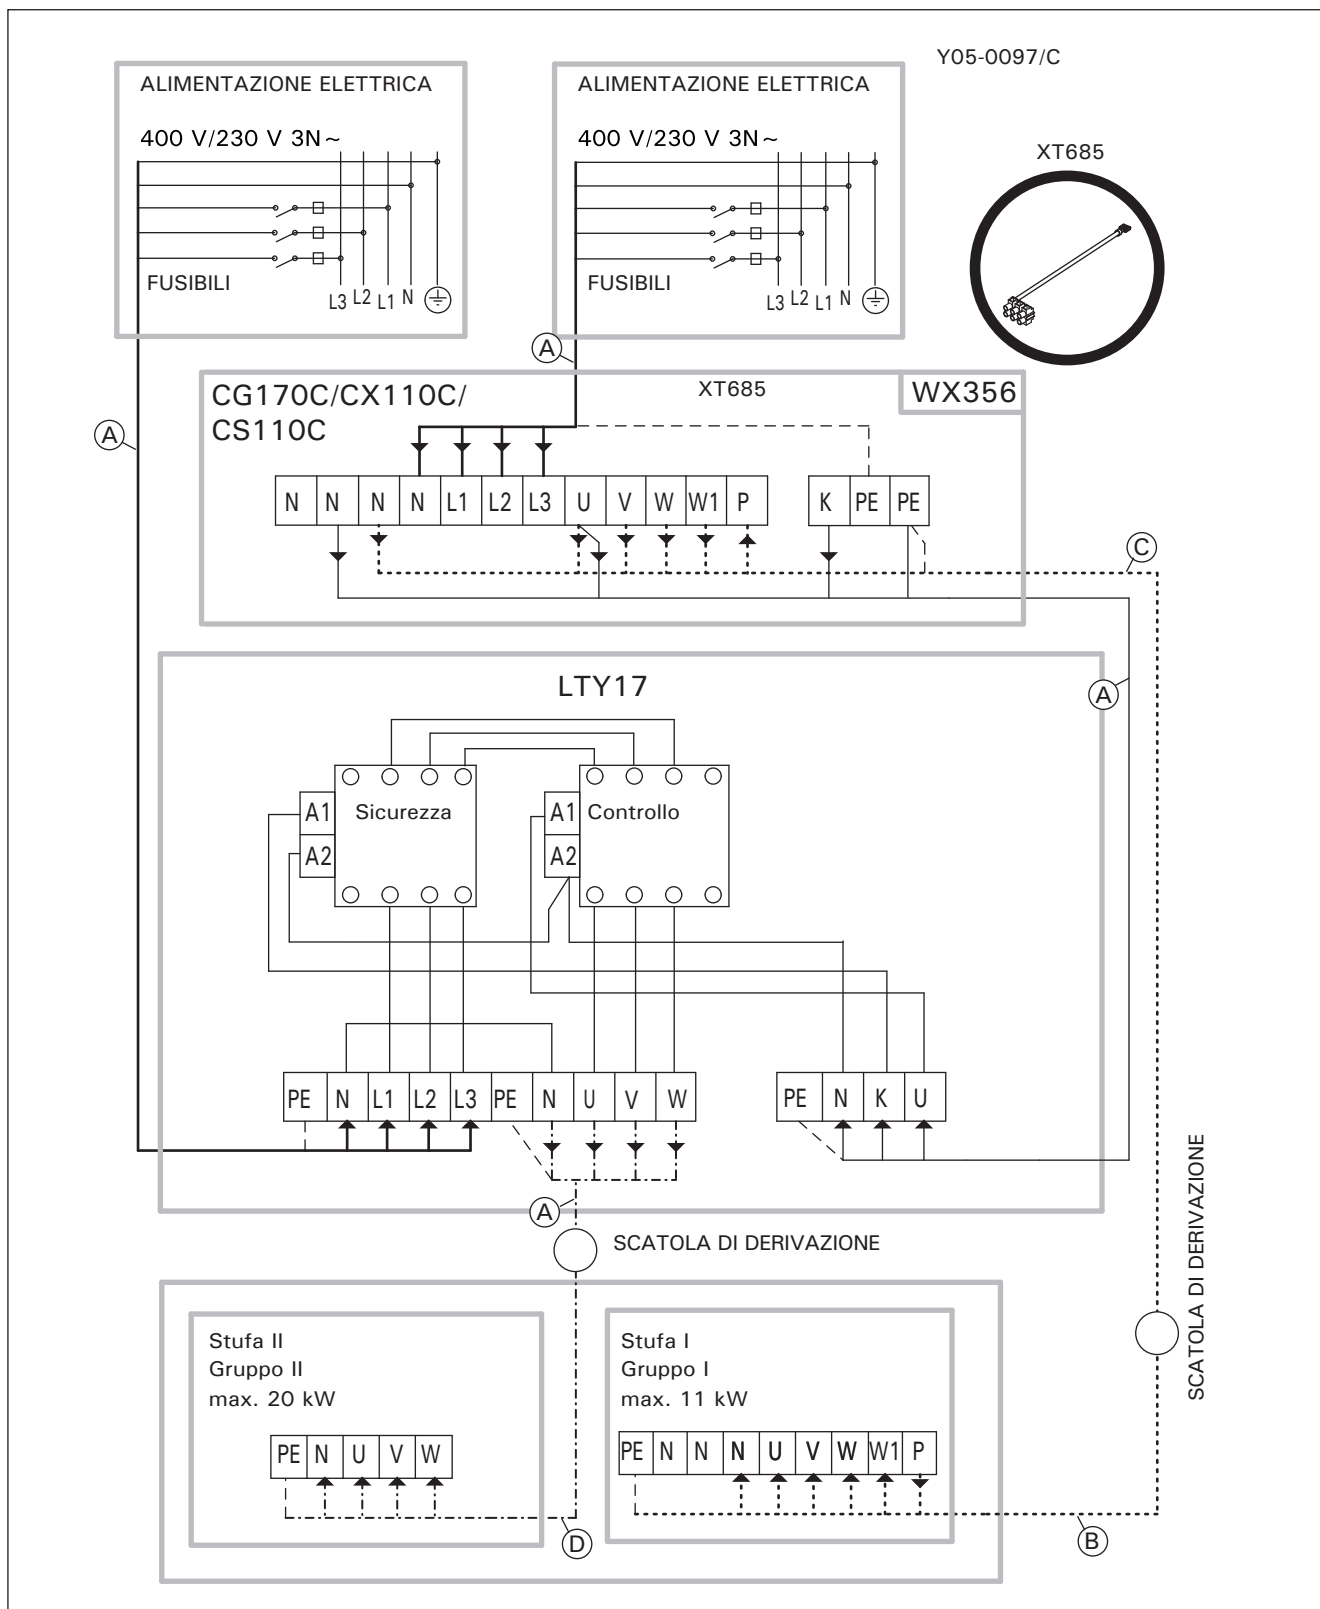 Y05-0097/C
ALIMENTAZIONE ELETTRICA
400 V/230 V 3N~
FUSIBILI
L3 L2 L1 N
ALIMENTAZIONE ELETTRICA
400 V/230 V 3N~
FUSIBILI
L3 L2 L1 N
XT685
A
A
CG170C/CX110C/
CS110C
XT685
WX356
N N N N L1 L2 L3 U V W W1 P
K PE PE
C
LTY17
A
A1
A2
Sicurezza
A1
A2
Controllo
PE N L1 L2 L3 PE N U V W
PE N K U
A
SCATOLA DI DERIVAZIONE
SCATOLA DI DERIVAZIONE
Stufa II
Gruppo II
max. 20 kW
PE N U V W
D
Stufa I
Gruppo I
max. 11 kW
PE N N N U V W W1 P
B